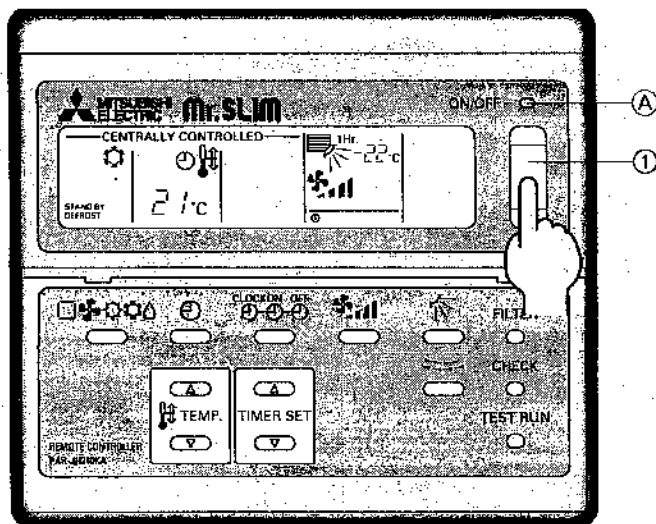 MITSUBISHI ELECTRIC Mr.SLIM
ON/OFF
A
CENTRALLY CONTROLLED
1Hr.
22°C
STAND BY
DEFROST
21°C
1
CLOCK ON OFF
CHECK
TEMP.
TIMER SET
TEST RUN
REMOTE CONTROLLER